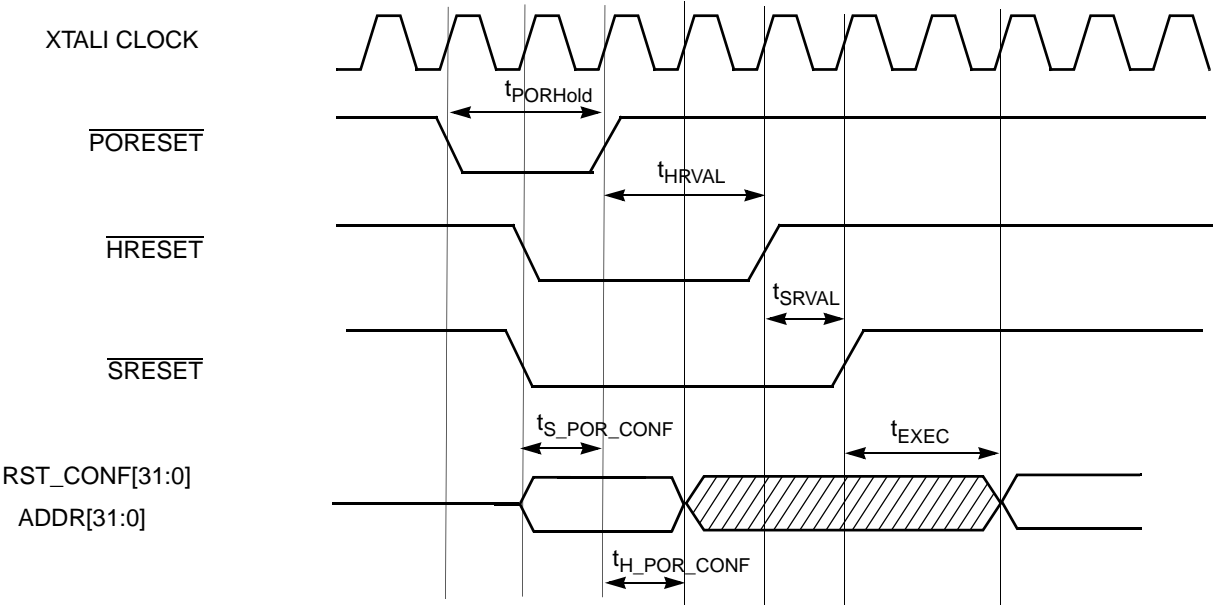 XTALI CLOCK
tPORHold
PORESET
tHRVAL
HRESET
tSRVAL
SRESET
tS_POR_CONF
tEXEC
RST_CONF[31:0]
ADDR[31:0]
tH_POR_CONF